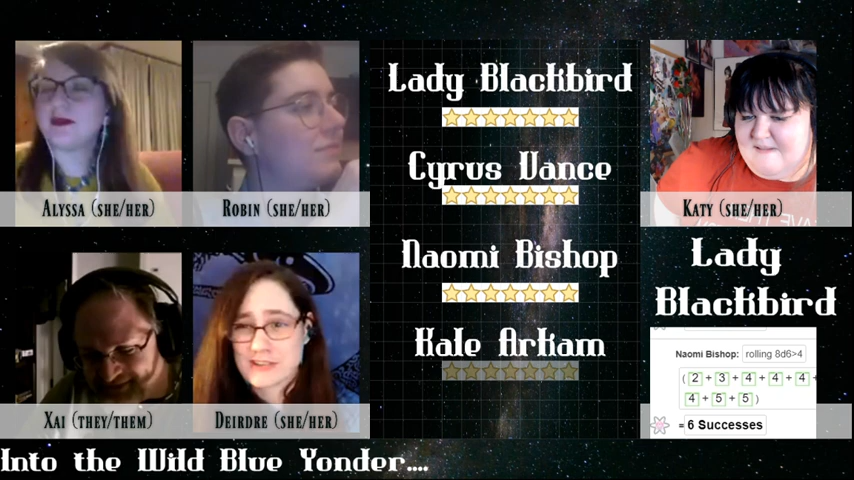 Lady Blackbird
Cyrus Vance
Naomi Bishop
Kale Arkam
Alyssa (she/her)
Robin (she/her)
Katy (she/her)
Xai (they/them)
Deirdre (she/her)
Lady
Blackbird
Naomi Bishop: rolling 8d6>4
( 2 + 3 + 4 + 4 + 4 +
4 + 5 + 5 )
= 6 Successes
Into the Wild Blue Yonder....